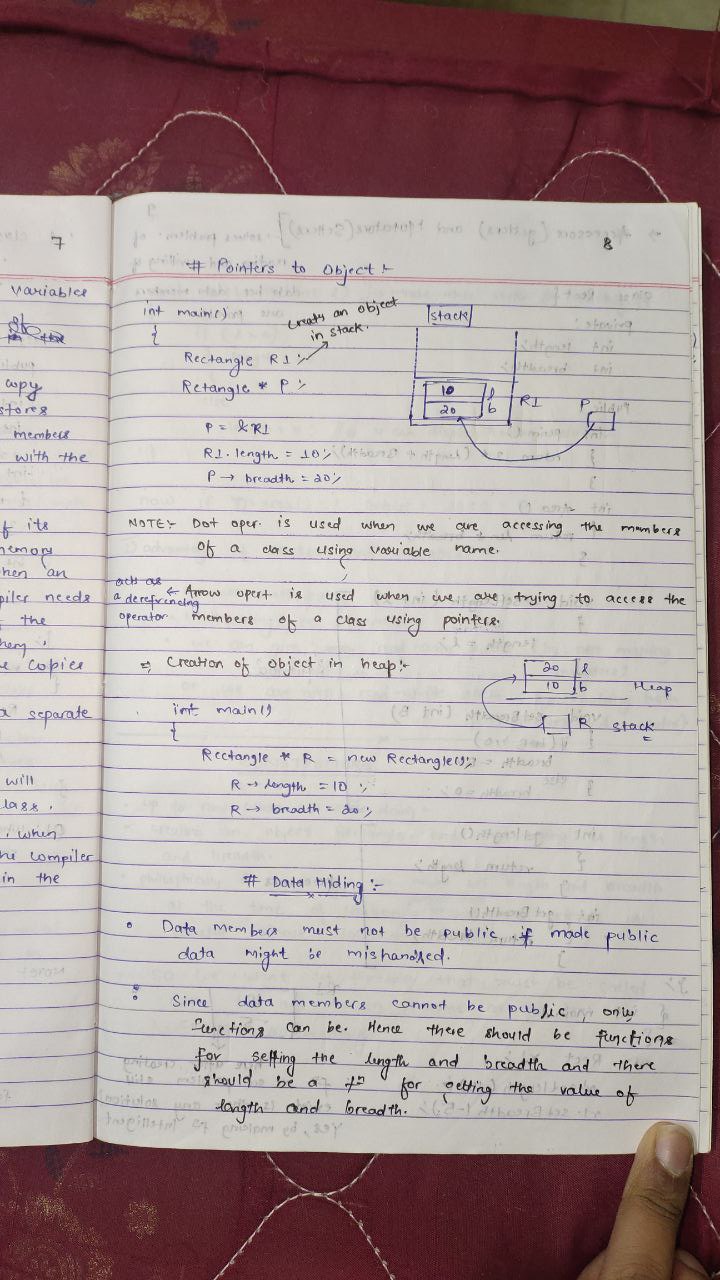 7
variables
copy
stores
members
with the
f its
memory
hen an
piler needs
the
them.
e copies
a separate
will
lass.
when
he compiler
in the
8
# Pointers to Object :-
int main()
{
creats an object
in stack.
Rectangle R1;
Retangle * P;
P = &R1
R1. length = 10;
P → breadth = 20;
stack
10 l
20 b
R1
P
NOTE:- Dot oper. is used when we are accessing the members
of a class using variable name.
acts as
a derefrencing
operator
← Arrow opert is used when we are trying to access the
members of a class using pointers.
⇒ Creation of object in heap:-
int main()
{
Rectangle * R = new Rectangle();
R → length = 10;
R → breadth = 20;
20 l
10 b
Heap
R stack
# Data Hiding :-
• Data members must not be public if made public
data might be mishandled.
Since data members cannot be public, only
functions can be. Hence there should be functions
for setting the length and breadth and there
should be a fn for getting the value of
length and breadth.